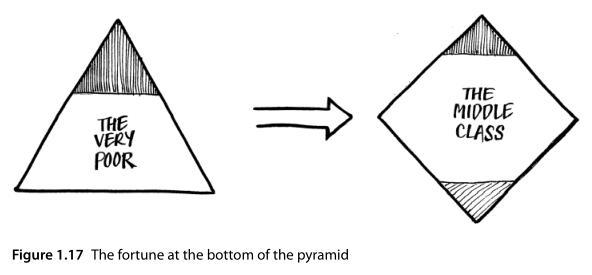 THE
VERY
POOR
THE
MIDDLE
CLASS
Figure 1.17 The fortune at the bottom of the pyramid